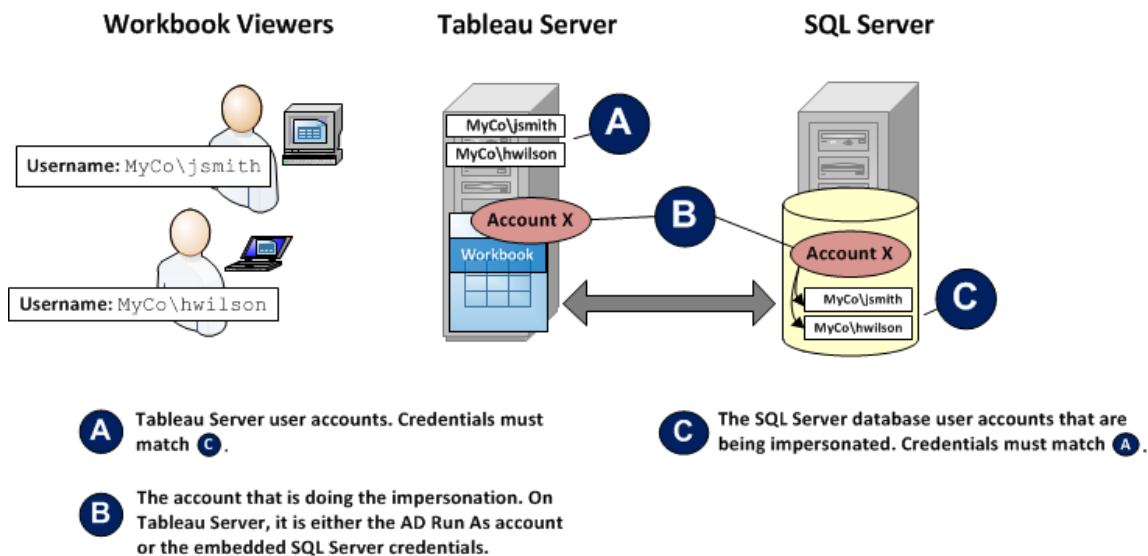 Workbook Viewers
Tableau Server
SQL Server
MyCo\jsmith
A
MyCo\hwilson
Username: MyCo\jsmith
Account X
B
Workbook
Account X
Username: MyCo\hwilson
MyCo\jsmith
C
MyCo\hwilson
A
Tableau Server user accounts. Credentials must
match C .
B
The account that is doing the impersonation. On
Tableau Server, it is either the AD Run As account
or the embedded SQL Server credentials.
C
The SQL Server database user accounts that are
being impersonated. Credentials must match A .